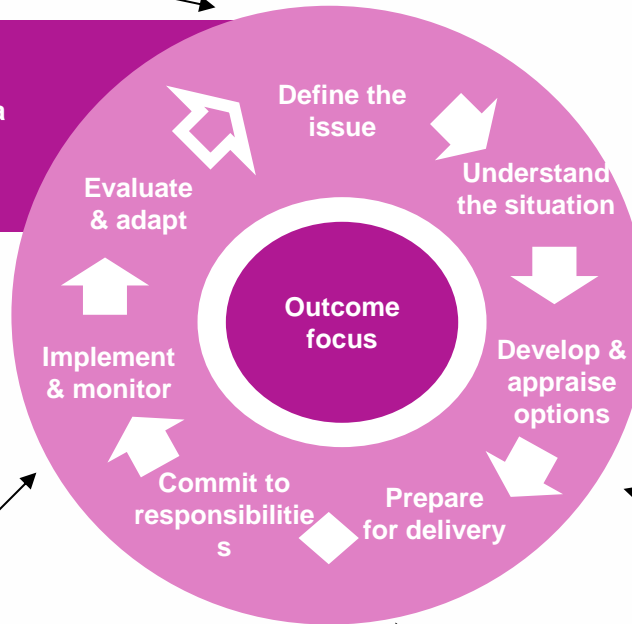 a
Define the
issue
Understand
the situation
Develop &
appraise
options
Prepare
for delivery
Commit to
responsibilitie
s
Implement
& monitor
Evaluate
& adapt
Outcome
focus